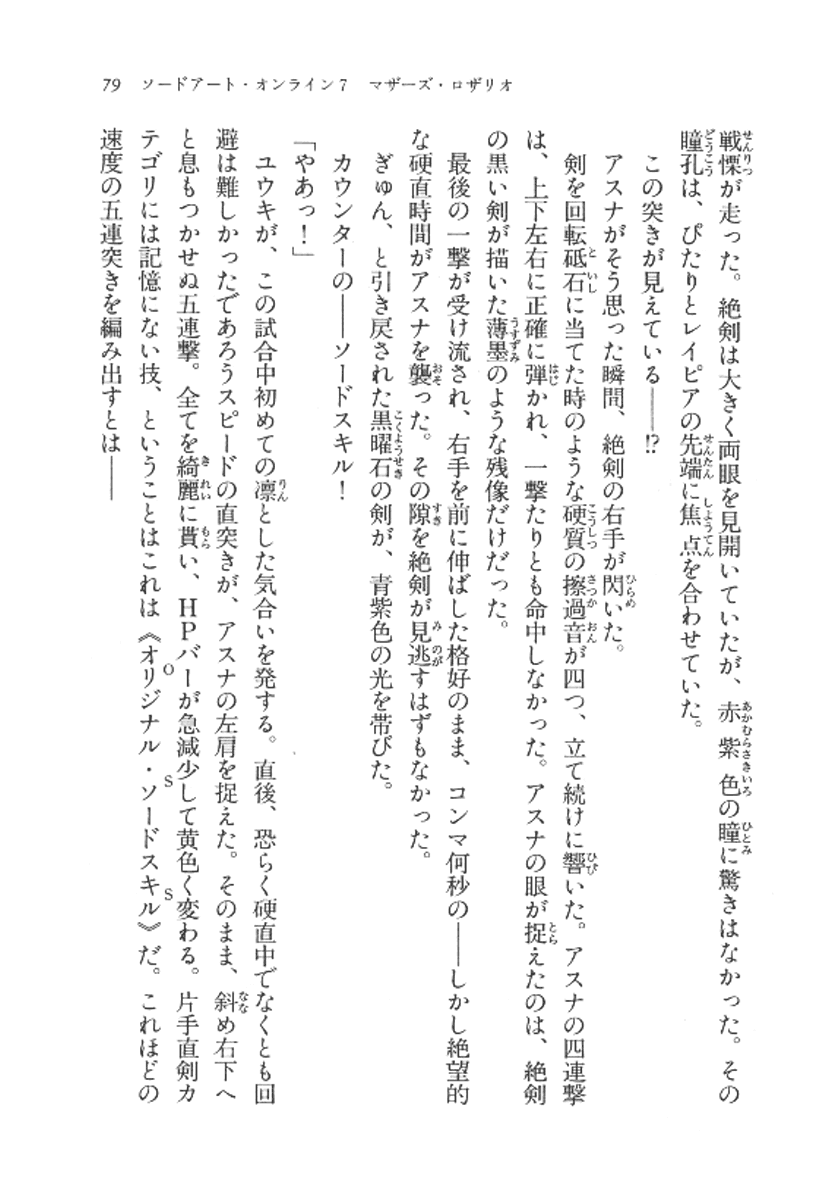 79 ソードアート・オンライン7 マザーズ・ロザリオ
戦慄が走った。絶剣は大きく両眼を見開いていたが、赤紫色の瞳に驚きはなかった。その
瞳孔は、ぴたりとレイピアの先端に焦点を合わせていた。
この突きが見えている――!?
アスナがそう思った瞬間、絶剣の右手が閃いた。
剣を回転砥石に当てた時のような硬質の擦過音が四つ、立て続けに響いた。アスナの四連撃
は、上下左右に正確に弾かれ、一撃たりとも命中しなかった。アスナの眼が捉えたのは、絶剣
の黒い剣が描いた薄墨のような残像だけだった。
最後の一撃が受け流され、右手を前に伸ばした格好のまま、コンマ何秒の――しかし絶望的
な硬直時間がアスナを襲った。その隙を絶剣が見逃すはずもなかった。
ぎゅん、と引き戻された黒曜石の剣が、青紫色の光を帯びた。
カウンターの――ソードスキル!
「やあっ!」
ユウキが、この試合中初めての凛とした気合いを発する。直後、恐らく硬直中でなくとも回
避は難しかったであろうスピードの直突きが、アスナの左肩を捉えた。そのまま、斜め右下へ
と息もつかせぬ五連撃。全てを綺麗に貰い、HPバーが急減少して黄色く変わる。片手直剣カ
テゴリには記憶にない技、ということはこれは《オリジナル・ソードスキル》だ。これほどの
速度の五連突きを編み出すとは――